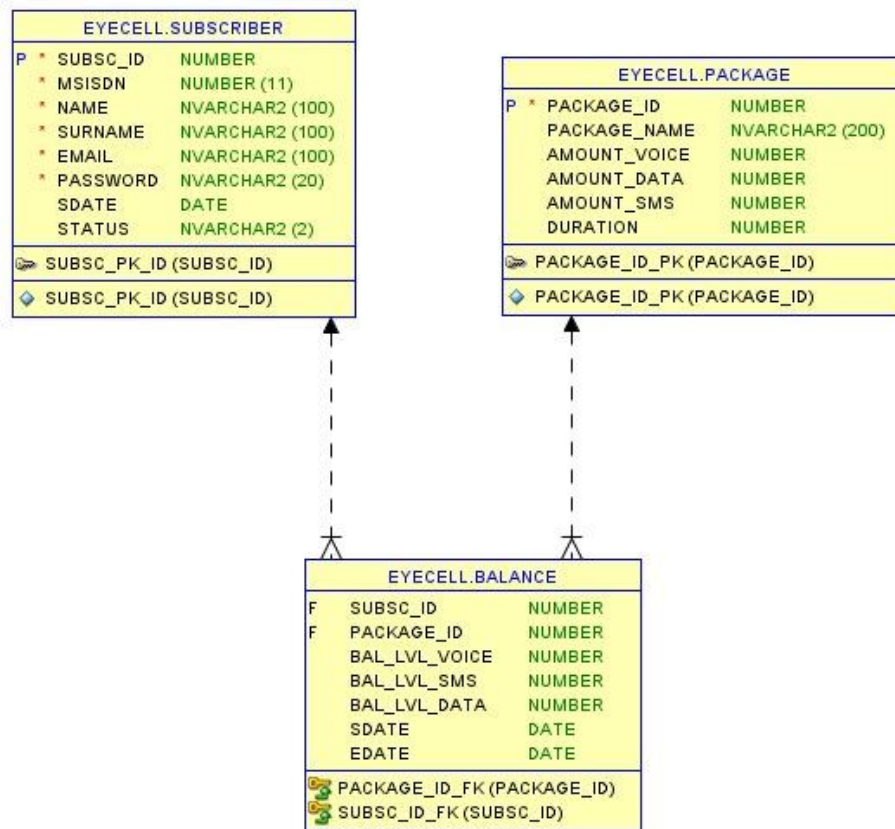 EYECELL.SUBSCRIBER
P * SUBSC_ID NUMBER
* MSISDN NUMBER (11)
* NAME NVARCHAR2 (100)
* SURNAME NVARCHAR2 (100)
* EMAIL NVARCHAR2 (100)
* PASSWORD NVARCHAR2 (20)
SDATE DATE
STATUS NVARCHAR2 (2)
SUBSC_PK_ID (SUBSC_ID)
SUBSC_PK_ID (SUBSC_ID)
EYECELL.PACKAGE
P * PACKAGE_ID NUMBER
PACKAGE_NAME NVARCHAR2 (200)
AMOUNT_VOICE NUMBER
AMOUNT_DATA NUMBER
AMOUNT_SMS NUMBER
DURATION NUMBER
PACKAGE_ID_PK (PACKAGE_ID)
PACKAGE_ID_PK (PACKAGE_ID)
EYECELL.BALANCE
F SUBSC_ID NUMBER
F PACKAGE_ID NUMBER
BAL_LVL_VOICE NUMBER
BAL_LVL_SMS NUMBER
BAL_LVL_DATA NUMBER
SDATE DATE
EDATE DATE
PACKAGE_ID_FK (PACKAGE_ID)
SUBSC_ID_FK (SUBSC_ID)